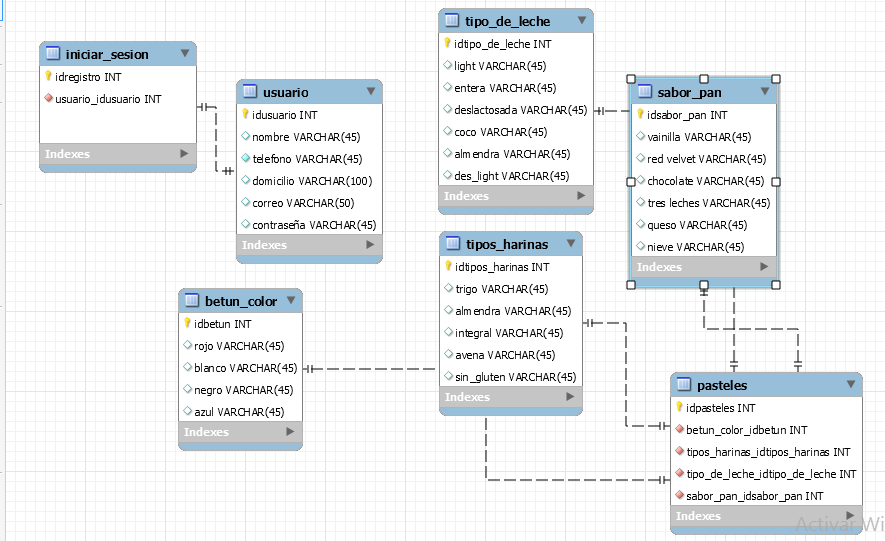 iniciar_sesion
idregistro INT
usuario_idusuario INT
Indexes
usuario
idusuario INT
nombre VARCHAR(45)
telefono VARCHAR(45)
domicilio VARCHAR(100)
correo VARCHAR(50)
contraseña VARCHAR(45)
Indexes
tipo_de_leche
idtipo_de_leche INT
light VARCHAR(45)
entera VARCHAR(45)
deslactosada VARCHAR(45)
coco VARCHAR(45)
almendra VARCHAR(45)
des_light VARCHAR(45)
Indexes
sabor_pan
idsabor_pan INT
vainilla VARCHAR(45)
red velvet VARCHAR(45)
chocolate VARCHAR(45)
tres leches VARCHAR(45)
queso VARCHAR(45)
nieve VARCHAR(45)
Indexes
betun_color
idbetun INT
rojo VARCHAR(45)
blanco VARCHAR(45)
negro VARCHAR(45)
azul VARCHAR(45)
Indexes
tipos_harinas
idtipos_harinas INT
trigo VARCHAR(45)
almendra VARCHAR(45)
integral VARCHAR(45)
avena VARCHAR(45)
sin_gluten VARCHAR(45)
Indexes
pasteles
idpasteles INT
betun_color_idbetun INT
tipos_harinas_idtipos_harinas INT
tipo_de_leche_idtipo_de_leche INT
sabor_pan_idsabor_pan INT
Indexes
Activar Wi